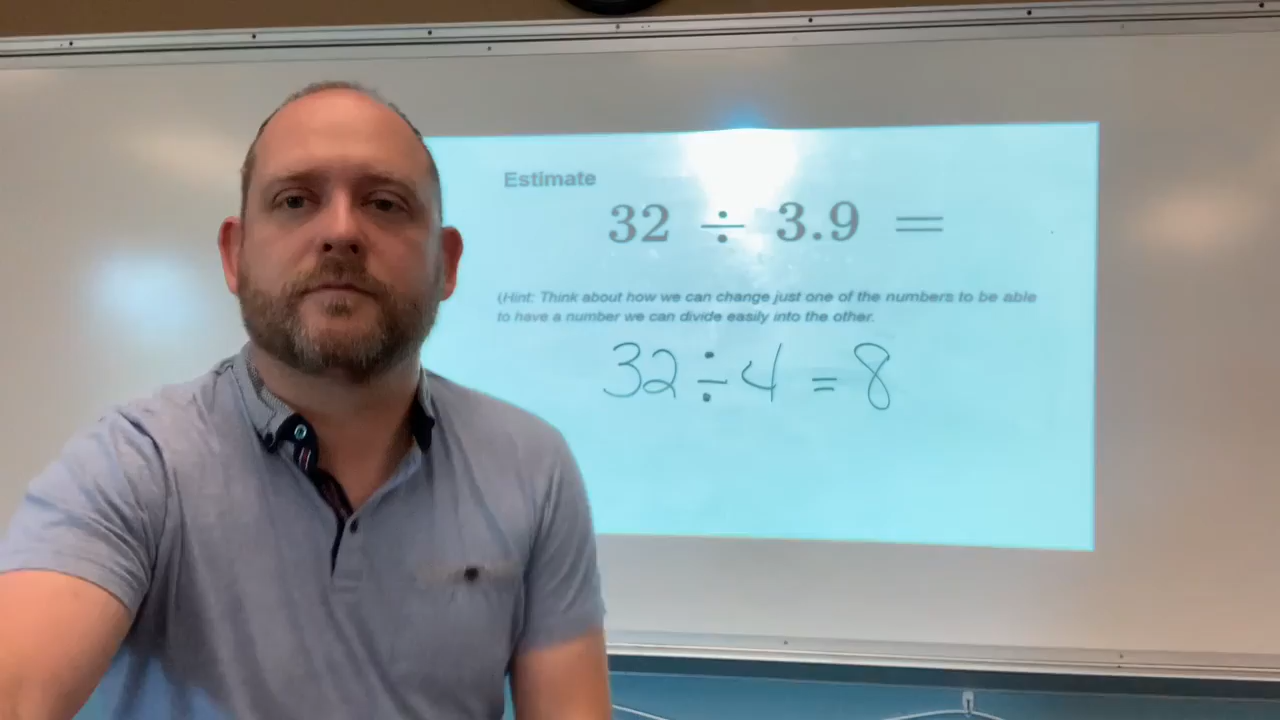 Estimate
32 ÷ 3.9 =
(Hint: Think about how we can change just one of the numbers to be able
to have a number we can divide easily into the other.
32 ÷ 4 = 8